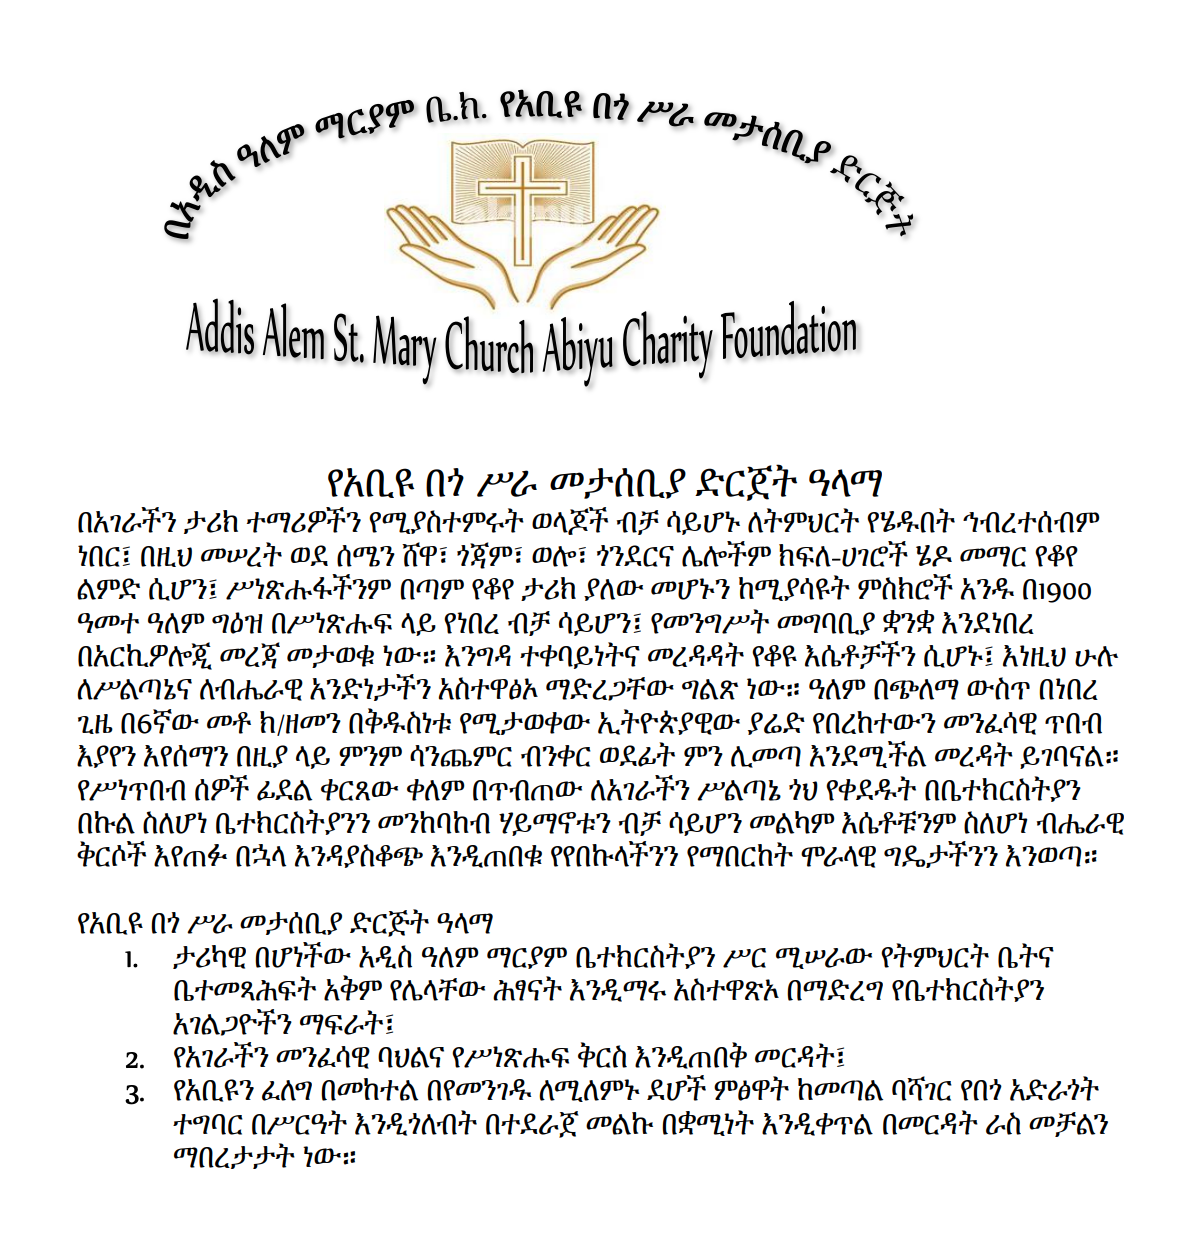 በአዲስ ዓለም ማርያም ቤ.ክ. የአቢዩ በጎ ሥራ መታሰቢያ ድርጅት
Addis Alem St. Mary Church Abiyu Charity Foundation
የአቢዩ በጎ ሥራ መታሰቢያ ድርጀት ዓላማ
በአገራችን ታሪክ ተማሪዎችን የሚያስተምሩት ወላጆች ብቻ ሳይሆኑ ለትምህርት የሄዱበት ኅብረተሰብም
ነበር፤ በዚህ መሠረት ወደ ሰሜን ሸዋ፣ ጎጃም፣ ወሎ፣ ጎንደርና ሌሎችም ክፍለ-ሀገሮች ሄዶ መማር የቆየ
ልምድ ሲሆን፤ ሥነጽሑፋችንም በጣም የቆየ ታሪክ ያለው መሆኑን ከሚያሳዩት ምስክሮች አንዱ በ1900
ዓመተ ዓለም ግዕዝ በሥነጽሑፍ ላይ የነበረ ብቻ ሳይሆን፤ የመንግሥት መግባቢያ ቋንቋ እንደነበረ
በአርኪዎሎጂ መረጃ መታወቁ ነው። እንግዳ ተቀባይነትና መረዳዳት የቆዩ እሴቶቻችን ሲሆኑ፤ እነዚህ ሁሉ
ለሥልጣኔና ለብሔራዊ አንድነታችን አስተዋፅኦ ማድረጋቸው ግልጽ ነው። ዓለም በጭለማ ውስጥ በነበረ
ጊዜ በ6ኛው መቶ ክ/ዘመን በቅዱስነቱ የሚታወቀው ኢትዮጵያዊው ያሬድ የበረከተውን መንፈሳዊ ጥበብ
እያየን እየሰማን በዚያ ላይ ምንም ሳንጨምር ብንቀር ወደፊት ምን ሊመጣ እንደሚችል መረዳት ይገባናል።
የሥነጥበብ ሰዎች ፊደል ቀርጸው ቀለም በጥብጠው ለአገራችን ሥልጣኔ ጎህ የቀደዱት በቤተክርስትያን
በኩል ስለሆነ ቤተክርስትያንን መንከባከብ ሃይማኖቱን ብቻ ሳይሆን መልካም እሴቶቹንም ስለሆነ ብሔራዊ
ቅርሶች እየጠፉ በኋላ እንዳያስቆጭ እንዲጠበቁ የየበኩላችንን የማበርከት ሞራላዊ ግዴታችንን እንወጣ።
የአቢዩ በጎ ሥራ መታሰቢያ ድርጅት ዓላማ
1. ታሪካዊ በሆነችው አዲስ ዓለም ማርያም ቤተክርስትያን ሥር ሚሠራው የትምህርት ቤትና
ቤተመጻሕፍት አቅም የሌላቸው ሕፃናት እንዲማሩ አስተዋጽኦ በማድረግ የቤተክርስትያን
አገልጋዮችን ማፍራት፤
2. የአገራችን መንፈሳዊ ባህልና የሥነጽሑፍ ቅርስ እንዲጠበቅ መርዳት፤
3. የአቢዩን ፈለግ በመከተል በየመንገዱ ለሚለምኑ ደሆች ምፅዋት ከመጣል ባሻገር የበጎ አድራጎት
ተግባር በሥርዓት እንዲጎለብት በተደራጀ መልኩ በቋሚነት እንዲቀጥል በመርዳት ራስ መቻልን
ማበረታታት ነው።